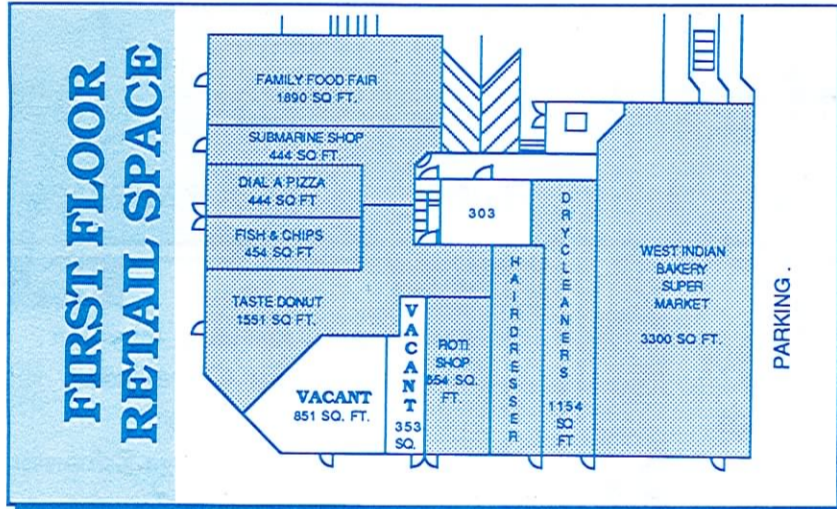 FIRST FLOOR
RETAIL SPACE
FAMILY FOOD FAIR
1890 SQ FT.
SUBMARINE SHOP
444 SQ FT
DIAL A PIZZA
444 SQ FT
FISH & CHIPS
454 SQ FT
TASTE DONUT
1551 SQ FT.
VACANT
851 SQ. FT.
VACANT
353
SQ.
ROTI
SHOP
654 SQ.
FT.
303
HAIRDRESSER
DRYCLEANERS
1154
SQ
FT
WEST INDIAN
BAKERY
SUPER
MARKET
3300 SQ FT.
PARKING .